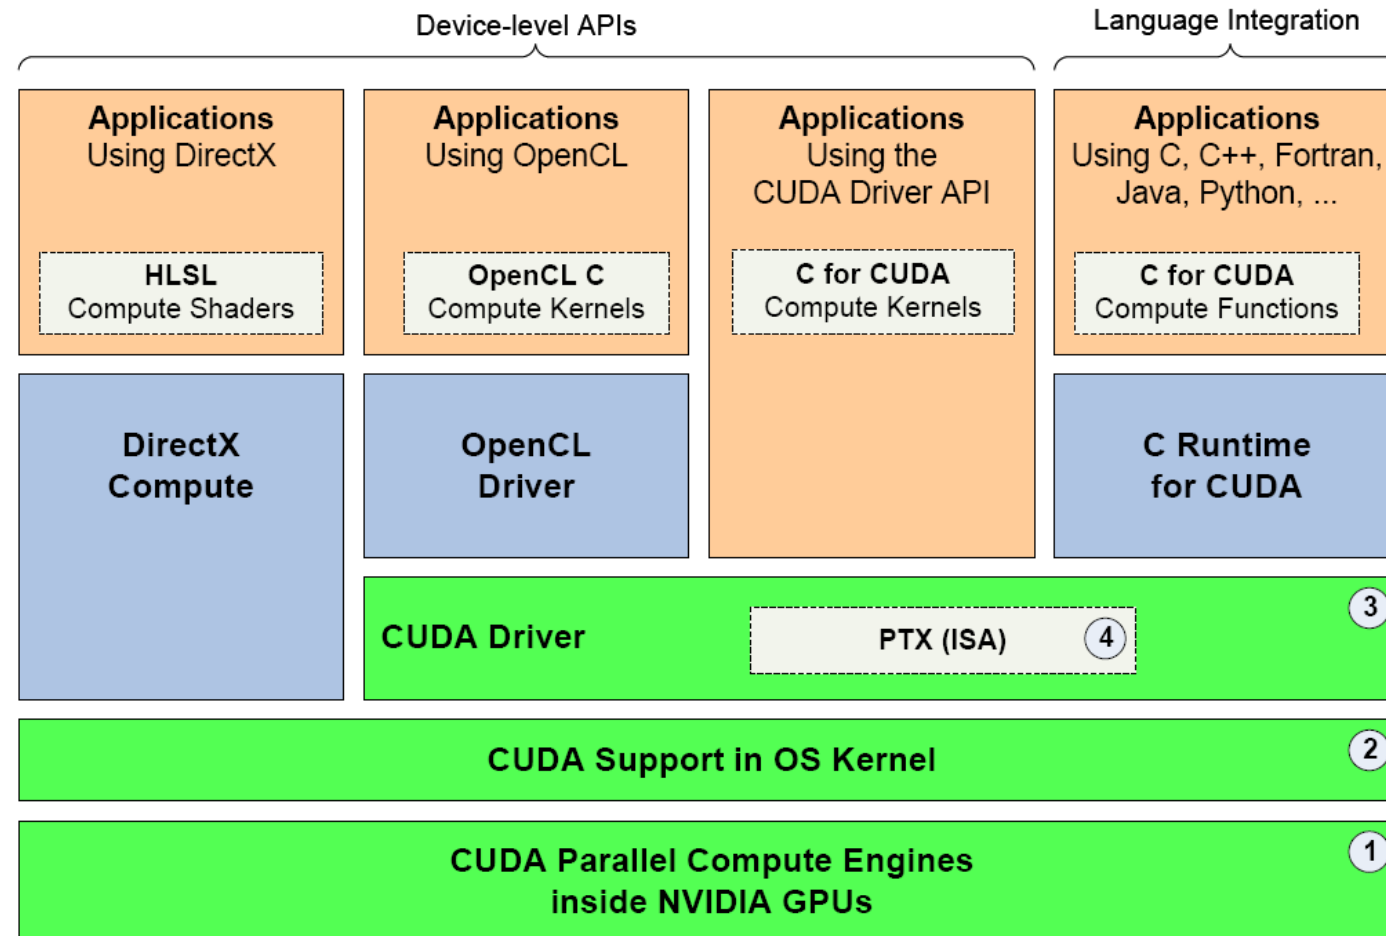 Device-level APIs
Language Integration
Applications
Using DirectX
HLSL
Compute Shaders
Applications
Using OpenCL
OpenCL C
Compute Kernels
Applications
Using the
CUDA Driver API
C for CUDA
Compute Kernels
Applications
Using C, C++, Fortran,
Java, Python, ...
C for CUDA
Compute Functions
DirectX
Compute
OpenCL
Driver
C Runtime
for CUDA
3
CUDA Driver
PTX (ISA)
4
CUDA Support in OS Kernel
2
CUDA Parallel Compute Engines
inside NVIDIA GPUs
1